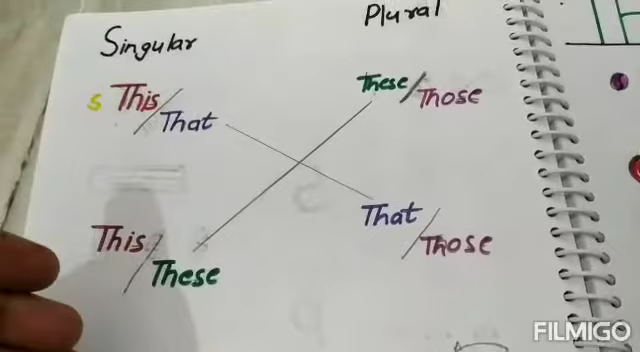 Singular Plural
s This/That These/Those
This/These That/Those
FILMIGO